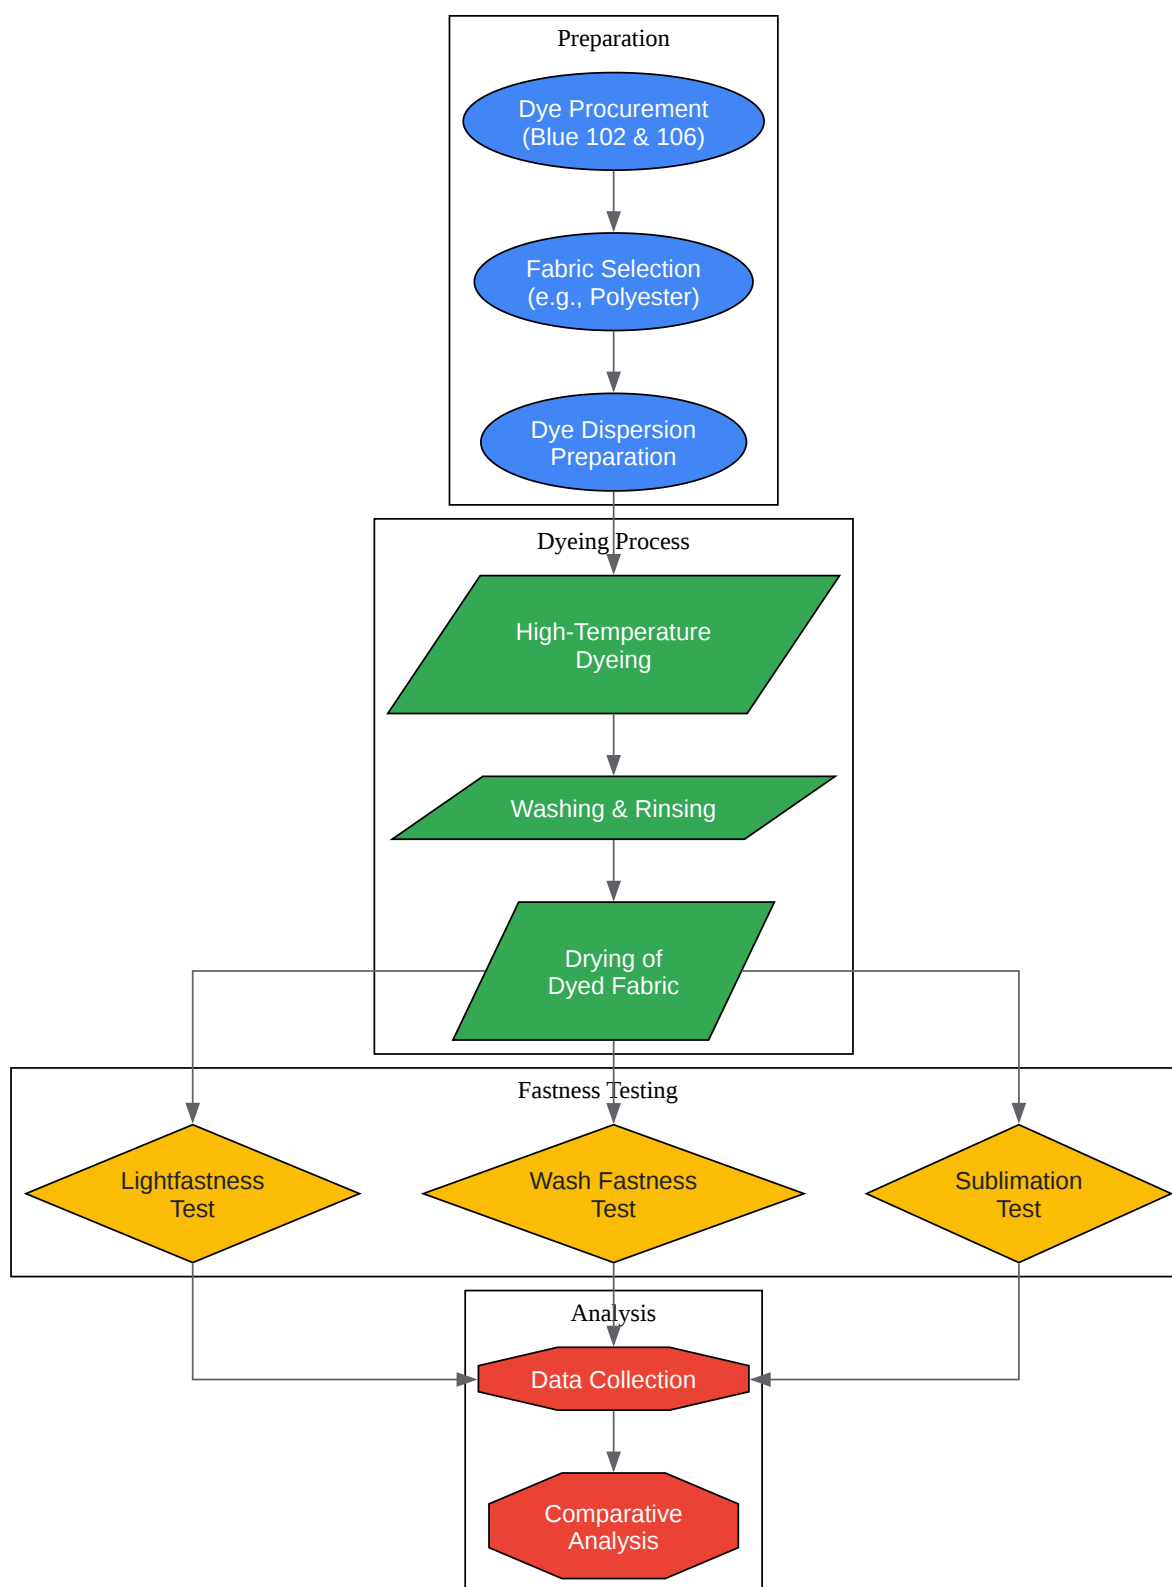 Preparation
Dye Procurement
(Blue 102 & 106)
Fabric Selection
(e.g., Polyester)
Dye Dispersion
Preparation
Dyeing Process
High-Temperature
Dyeing
Washing & Rinsing
Drying of
Dyed Fabric
Fastness Testing
Lightfastness
Test
Wash Fastness
Test
Sublimation
Test
Analysis
Data Collection
Comparative
Analysis